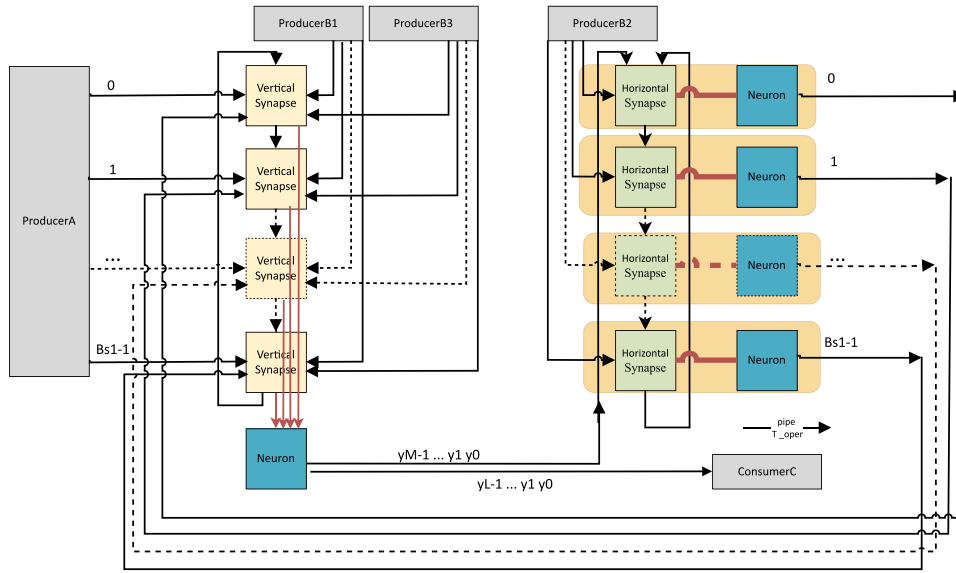 ProducerB1
ProducerB3
ProducerB2
ProducerA
0
1
...
Bs1-1
Vertical
Synapse
Vertical
Synapse
Vertical
Synapse
Vertical
Synapse
Neuron
Horizontal
Synapse
Neuron
0
Horizontal
Synapse
Neuron
1
Horizontal
Synapse
Neuron
...
Horizontal
Synapse
Neuron
Bs1-1
pipe
T_oper
yM-1 ... y1 y0
yL-1 ... y1 y0
ConsumerC